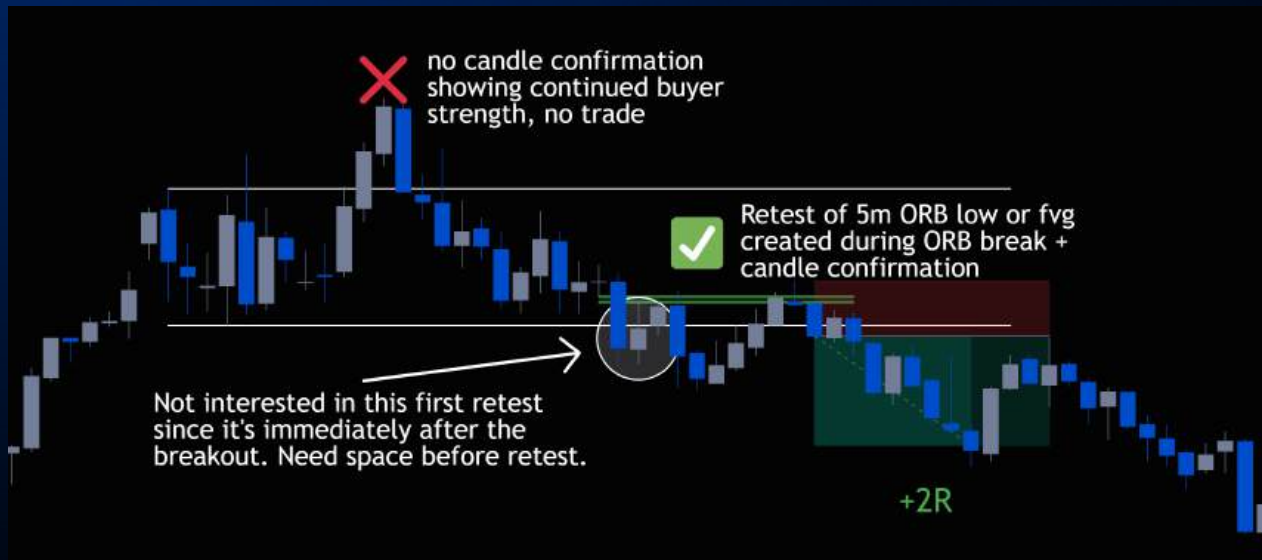 no candle confirmation
showing continued buyer
strength, no trade
Retest of 5m ORB low or fvg
created during ORB break +
candle confirmation
Not interested in this first retest
since it's immediately after the
breakout. Need space before retest.
+2R